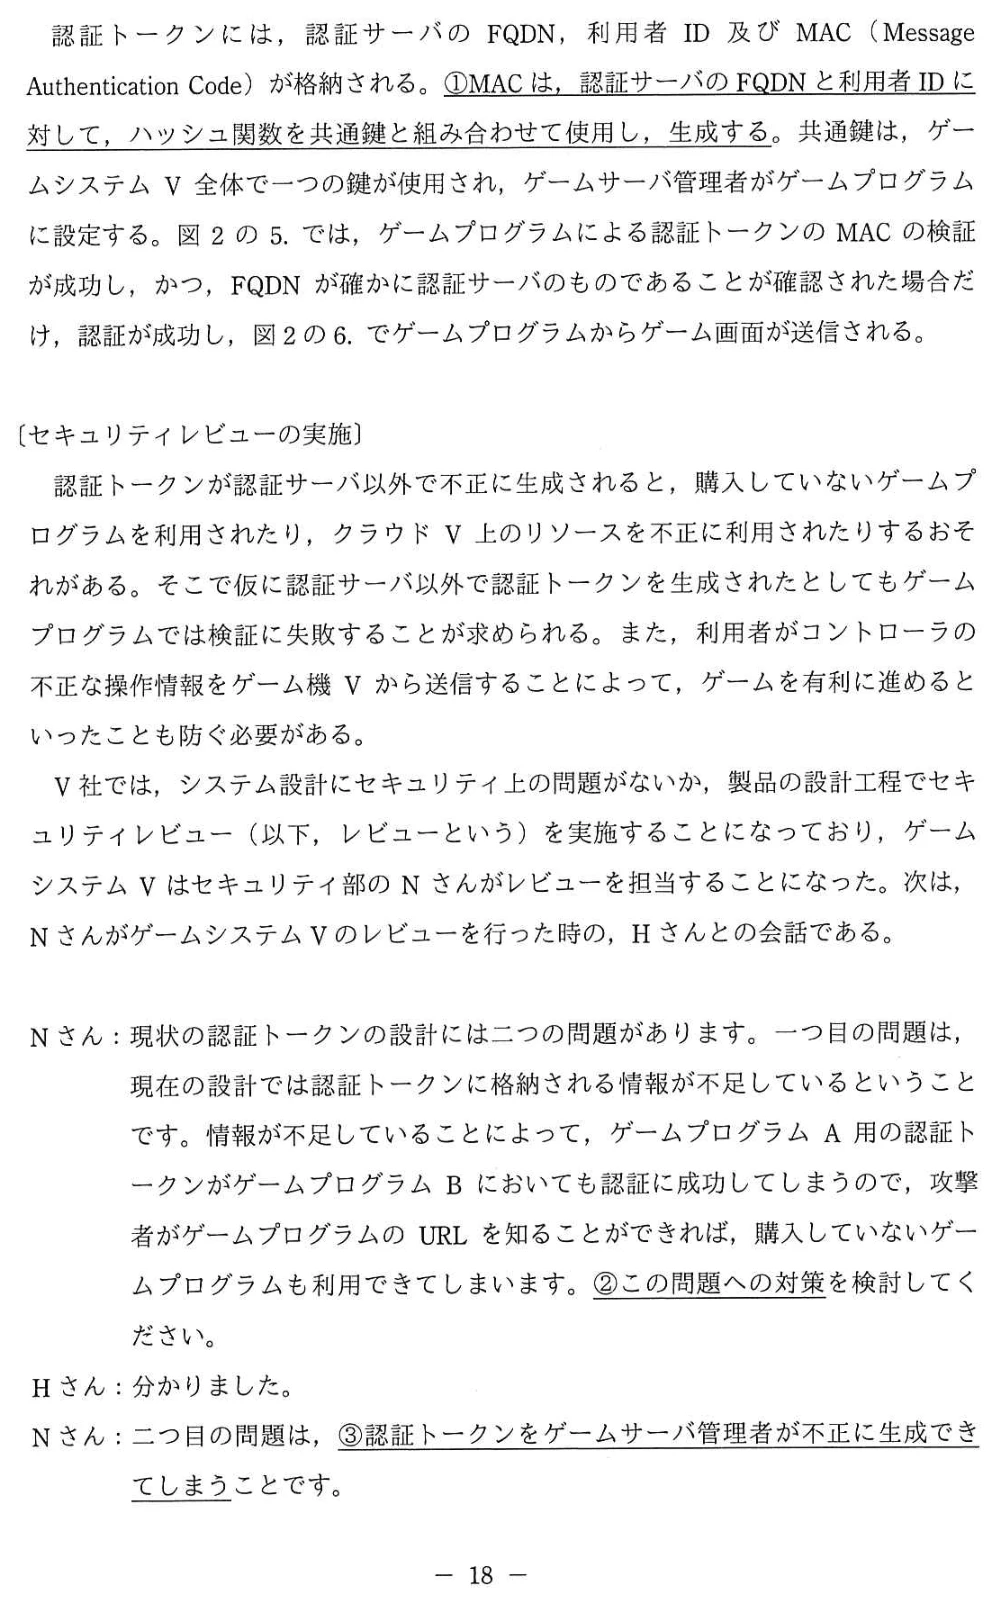 認証トークンには，認証サーバの FQDN，利用者 ID 及び MAC（Message
Authentication Code）が格納される。①MACは，認証サーバのFQDNと利用者IDに
対して，ハッシュ関数を共通鍵と組み合わせて使用し，生成する。共通鍵は，ゲー
ムシステム V 全体で一つの鍵が使用され，ゲームサーバ管理者がゲームプログラム
に設定する。図 2 の 5. では，ゲームプログラムによる認証トークンの MAC の検証
が成功し，かつ，FQDN が確かに認証サーバのものであることが確認された場合だ
け，認証が成功し，図2の6. でゲームプログラムからゲーム画面が送信される。
〔セキュリティレビューの実施〕
認証トークンが認証サーバ以外で不正に生成されると，購入していないゲームプ
ログラムを利用されたり，クラウド V 上のリソースを不正に利用されたりするおそ
れがある。そこで仮に認証サーバ以外で認証トークンを生成されたとしてもゲーム
プログラムでは検証に失敗することが求められる。また，利用者がコントローラの
不正な操作情報をゲーム機 V から送信することによって，ゲームを有利に進めると
いったことも防ぐ必要がある。
V社では，システム設計にセキュリティ上の問題がないか，製品の設計工程でセキ
ュリティレビュー（以下，レビューという）を実施することになっており，ゲーム
システム V はセキュリティ部の N さんがレビューを担当することになった。次は，
NさんがゲームシステムVのレビューを行った時の，Hさんとの会話である。
Nさん：現状の認証トークンの設計には二つの問題があります。一つ目の問題は，
現在の設計では認証トークンに格納される情報が不足しているということ
です。情報が不足していることによって，ゲームプログラム A 用の認証ト
ークンがゲームプログラム B においても認証に成功してしまうので，攻撃
者がゲームプログラムの URL を知ることができれば，購入していないゲー
ムプログラムも利用できてしまいます。②この問題への対策を検討してく
ださい。
Hさん：分かりました。
Nさん：二つ目の問題は，③認証トークンをゲームサーバ管理者が不正に生成でき
てしまうことです。
－ 18 －